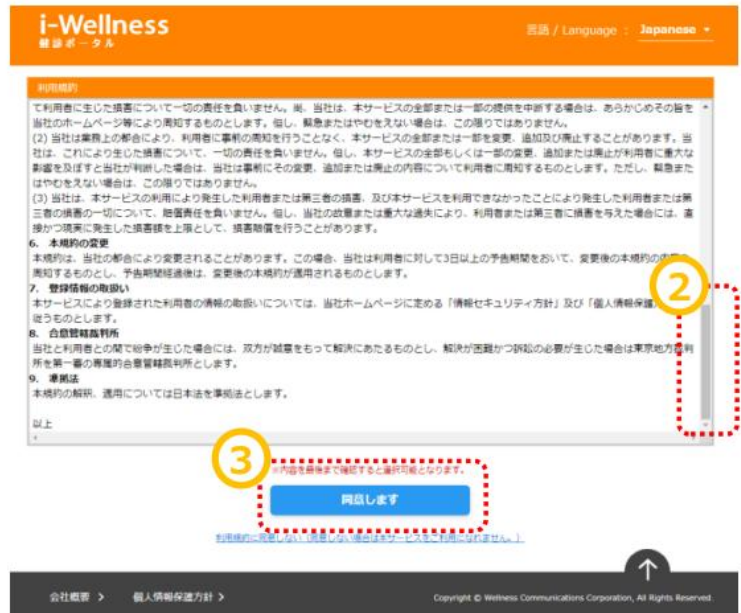 i-Wellness
健診ポータル
言語 / Language : Japanese
利用規約
て利用者に生じた損害について一切の責任を負いません。尚、当社は、本サービスの全部または一部の提供を中断する場合は、あらかじめその旨を
当社のホームページ等により周知するものとします。但し、緊急またはやむをえない場合は、この限りではありません。
(2) 当社は業務上の都合により、利用者に事前の周知を行うことなく、本サービスの全部または一部を変更、追加及び廃止することがあります。当
社は、これにより生じた損害について、一切の責任を負いません。但し、本サービスの全部もしくは一部の変更、追加または廃止が利用者に重大な
影響を及ぼすと当社が判断した場合は、当社は事前にその変更、追加または廃止の内容について利用者に周知するものとします。ただし、緊急また
はやむをえない場合は、この限りではありません。
(3) 当社は、本サービスの利用により発生した利用者または第三者の損害、及び本サービスを利用できなかったことにより発生した利用者または第
三者の損害の一切について、賠償責任を負いません。但し、当社の故意または重大な過失により、利用者または第三者に損害を与えた場合には、直
接かつ現実に発生した損害額を上限として、損害賠償を行うことがあります。
6. 本規約の変更
本規約は、当社の都合により変更されることがあります。この場合、当社は利用者に対して3日以上の予告期間をおいて、変更後の本規約の内容を
周知するものとし、予告期間経過後は、変更後の本規約が適用されるものとします。
7. 登録情報の取扱い
本サービスにより登録された利用者の情報の取扱いについては、当社ホームページに定める「情報セキュリティ方針」及び「個人情報保護
従うものとします。
8. 合意管轄裁判所
当社と利用者との間で紛争が生じた場合には、双方が誠意をもって解決にあたるものとし、解決が困難かつ訴訟の必要が生じた場合は東京地方裁判
所を第一審の専属的合意管轄裁判所とします。
9. 準拠法
本規約の解釈、適用については日本法を準拠法とします。
以上
②
③
※内容を最後まで確認すると選択可能となります。
同意します
利用規約に同意しない（同意しない場合は本サービスをご利用になれません。）
会社概要 > 個人情報保護方針 >
Copyright © Wellness Communications Corporation, All Rights Reserved.